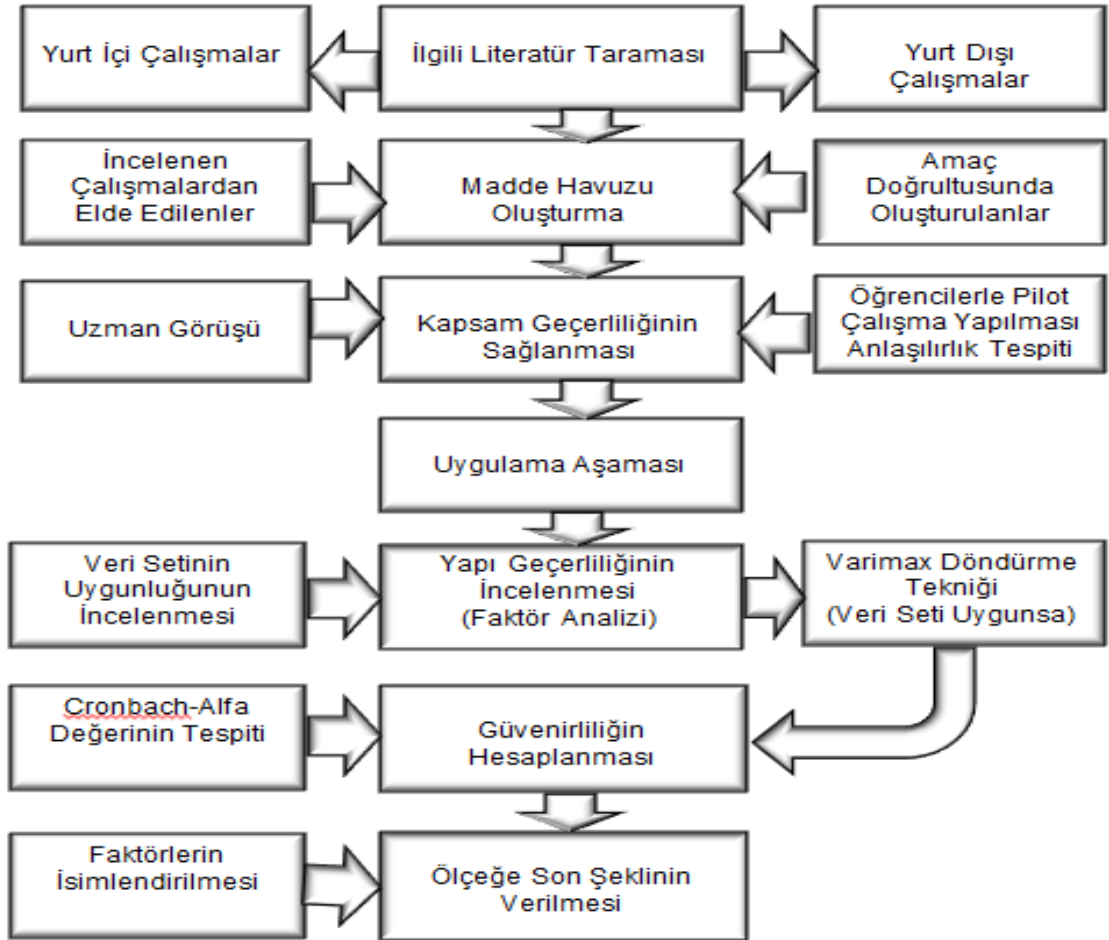 Yurt İçi Çalışmalar
İlgili Literatür Taraması
Yurt Dışı
Çalışmalar
İncelenen
Çalışmalardan
Elde Edilenler
Madde Havuzu
Oluşturma
Amaç
Doğrultusunda
Oluşturulanlar
Uzman Görüşü
Kapsam Geçerliliğinin
Sağlanması
Öğrencilerle Pilot
Çalışma Yapılması
Anlaşılırlık Tespiti
Uygulama Aşaması
Veri Setinin
Uygunluğunun
İncelenmesi
Yapı Geçerliliğinin
İncelenmesi
(Faktör Analizi)
Varimax Döndürme
Tekniği
(Veri Seti Uygunsa)
Cronbach-Alfa
Değerinin Tespiti
Güvenirliliğin
Hesaplanması
Faktörlerin
İsimlendirilmesi
Ölçeğe Son Şeklinin
Verilmesi